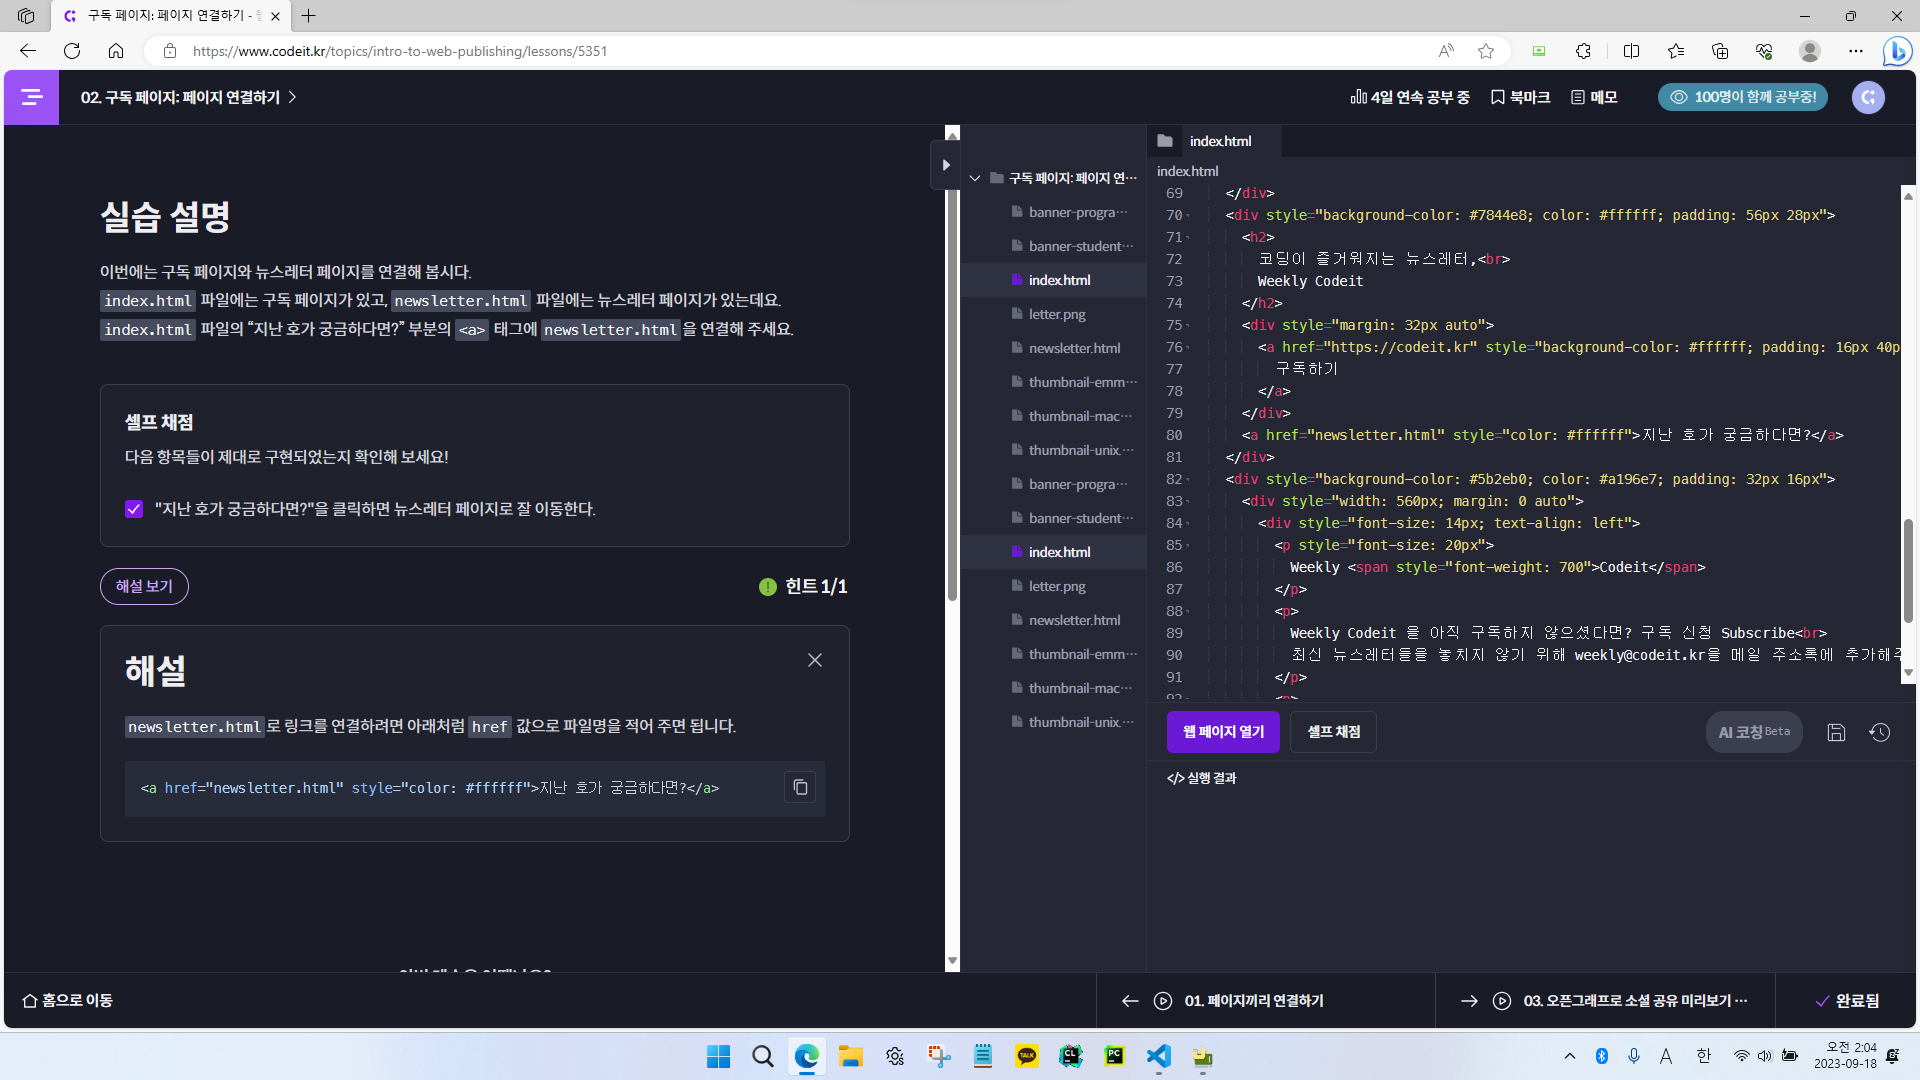 구독 페이지: 페이지 연결하기 -
https://www.codeit.kr/topics/intro-to-web-publishing/lessons/5351
02. 구독 페이지: 페이지 연결하기
4일 연속 공부 중
북마크
메모
100명이 함께 공부중!
실습 설명
이번에는 구독 페이지와 뉴스레터 페이지를 연결해 봅시다.
index.html 파일에는 구독 페이지가 있고, newsletter.html 파일에는 뉴스레터 페이지가 있는데요.
index.html 파일의 “지난 호가 궁금하다면?” 부분의 <a> 태그에 newsletter.html을 연결해 주세요.
셀프 채점
다음 항목들이 제대로 구현되었는지 확인해 보세요!
"지난 호가 궁금하다면?"을 클릭하면 뉴스레터 페이지로 잘 이동한다.
해설 보기
힌트 1/1
해설
newsletter.html로 링크를 연결하려면 아래처럼 href 값으로 파일명을 적어 주면 됩니다.
<a href="newsletter.html" style="color: #ffffff">지난 호가 궁금하다면?</a>
구독 페이지: 페이지 연···
banner-progra···
banner-student···
index.html
letter.png
newsletter.html
thumbnail-emm···
thumbnail-mac···
thumbnail-unix.···
banner-progra···
banner-student···
index.html
letter.png
newsletter.html
thumbnail-emm···
thumbnail-mac···
thumbnail-unix.···
index.html
index.html
69 </div>
70 <div style="background-color: #7844e8; color: #ffffff; padding: 56px 28px">
71 <h2>
72 코딩이 즐거워지는 뉴스레터,<br>
73 Weekly Codeit
74 </h2>
75 <div style="margin: 32px auto">
76 <a href="https://codeit.kr" style="background-color: #ffffff; padding: 16px 40p
77 구독하기
78 </a>
79 </div>
80 <a href="newsletter.html" style="color: #ffffff">지난 호가 궁금하다면?</a>
81 </div>
82 <div style="background-color: #5b2eb0; color: #a196e7; padding: 32px 16px">
83 <div style="width: 560px; margin: 0 auto">
84 <div style="font-size: 14px; text-align: left">
85 <p style="font-size: 20px">
86 Weekly <span style="font-weight: 700">Codeit</span>
87 </p>
88 <p>
89 Weekly Codeit 을 아직 구독하지 않으셨다면? 구독 신청 Subscribe<br>
90 최신 뉴스레터들을 놓치지 않기 위해 weekly@codeit.kr을 메일 주소록에 추가해주
91 </p>
92 <p>
웹 페이지 열기
셀프 채점
AI 코칭 Beta
</> 실행 결과
홈으로 이동
01. 페이지끼리 연결하기
03. 오픈그래프로 소셜 공유 미리보기 ···
완료됨
A
한
오전 2:04
2023-09-18